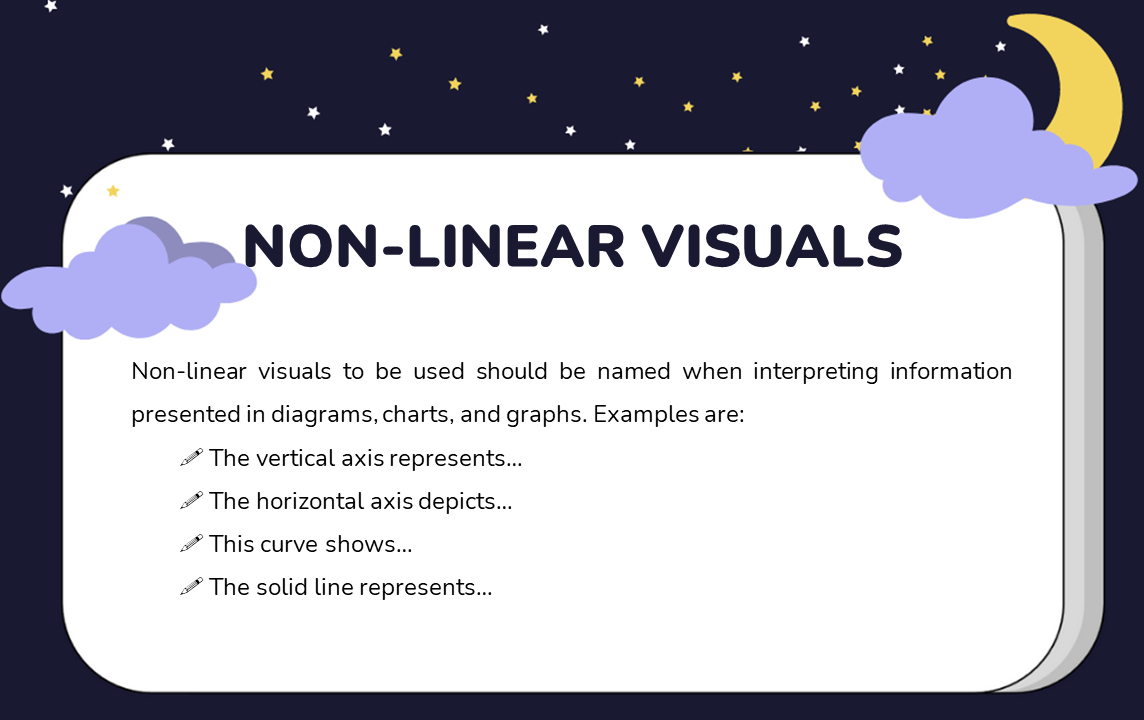 NON-LINEAR VISUALS
Non-linear visuals to be used should be named when interpreting information
presented in diagrams, charts, and graphs. Examples are:
The vertical axis represents...
The horizontal axis depicts...
This curve shows...
The solid line represents...